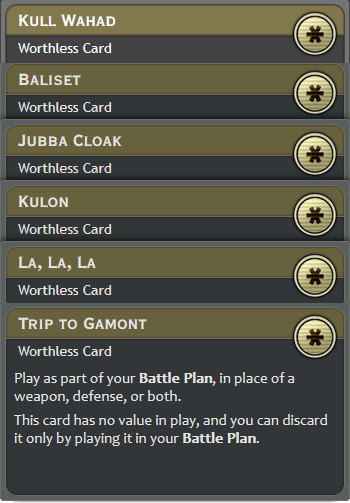 Kull Wahad
Worthless Card
Baliset
Worthless Card
Jubba Cloak
Worthless Card
Kulon
Worthless Card
La, La, La
Worthless Card
Trip to Gamont
Worthless Card
Play as part of your Battle Plan, in place of a
weapon, defense, or both.
This card has no value in play, and you can discard
it only by playing it in your Battle Plan.